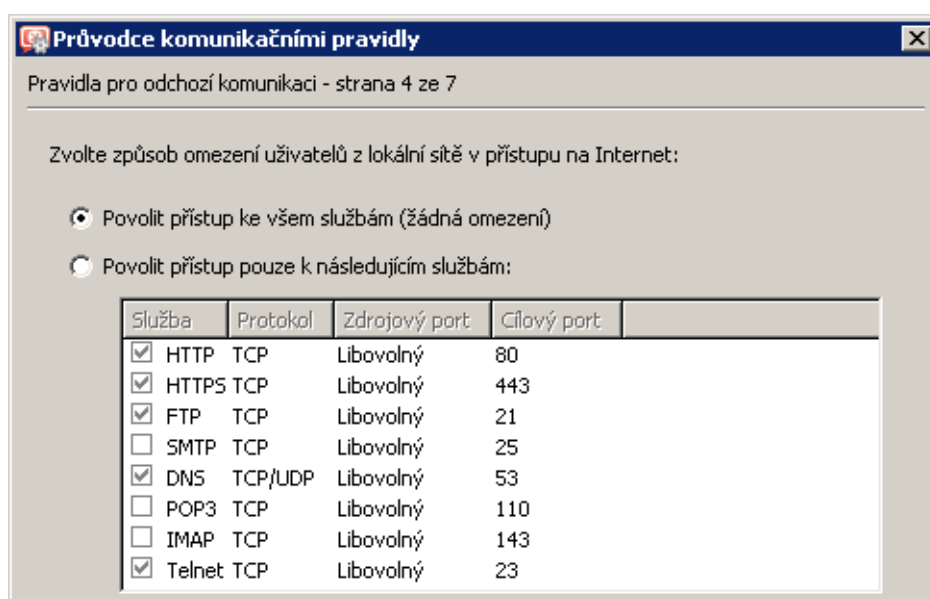 Průvodce komunikačními pravidly
Pravidla pro odchozí komunikaci - strana 4 ze 7
Zvolte způsob omezení uživatelů z lokální sítě v přístupu na Internet:
Povolit přístup ke všem službám (žádná omezení)
Povolit přístup pouze k následujícím službám:
Služba Protokol Zdrojový port Cílový port
HTTP TCP Libovolný 80
HTTPS TCP Libovolný 443
FTP TCP Libovolný 21
SMTP TCP Libovolný 25
DNS TCP/UDP Libovolný 53
POP3 TCP Libovolný 110
IMAP TCP Libovolný 143
Telnet TCP Libovolný 23